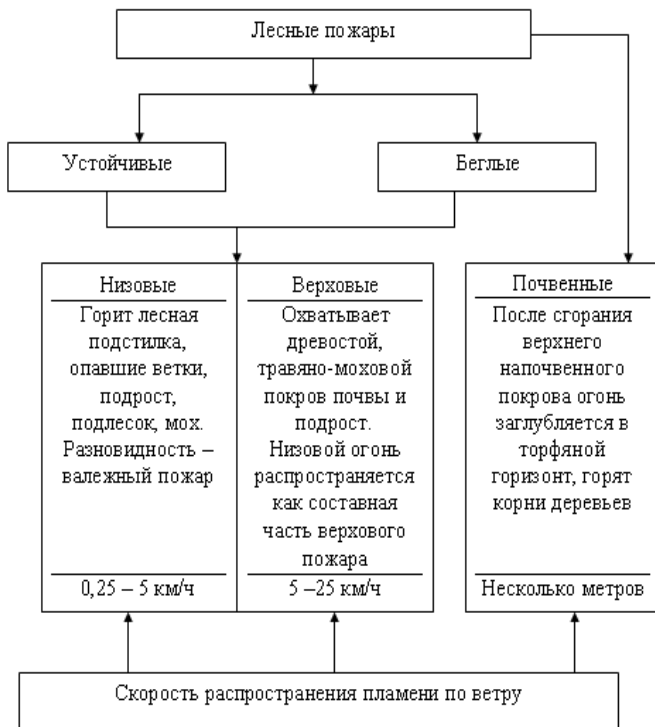 Лесные пожары
Устойчивые
Беглые
Низовые
Горит лесная
подстилка,
опавшие ветки,
подрост,
подлесок, мох.
Разновидность –
валежный пожар
0,25 – 5 км/ч
Верховые
Охватывает
древостой,
травяно-моховой
покров почвы и
подрост.
Низовой огонь
распространяется
как составная
часть верхового
пожара
5 –25 км/ч
Почвенные
После сгорания
верхнего
напочвенного
покрова огонь
заглубляется в
торфяной
горизонт, горят
корни деревьев
Несколько метров
Скорость распространения пламени по ветру